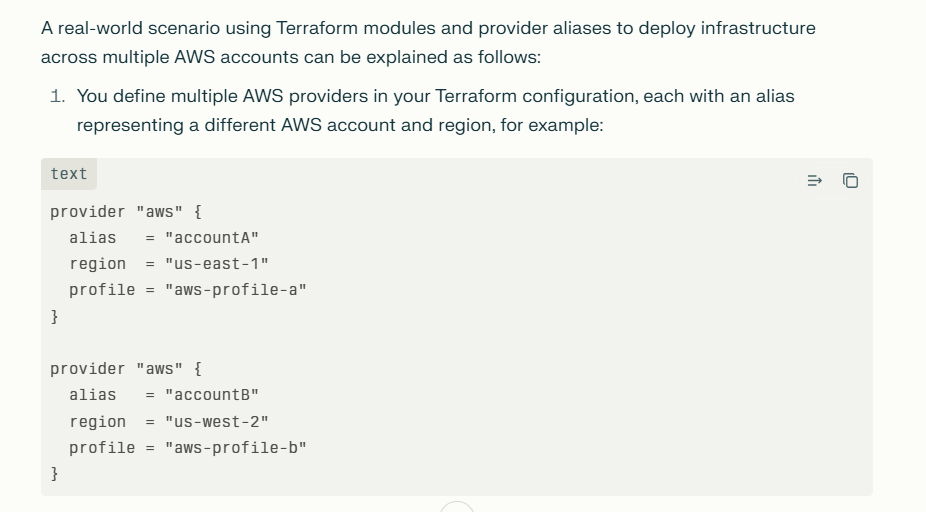 A real-world scenario using Terraform modules and provider aliases to deploy infrastructure
across multiple AWS accounts can be explained as follows:
1. You define multiple AWS providers in your Terraform configuration, each with an alias
representing a different AWS account and region, for example:
text
provider "aws" {
  alias   = "accountA"
  region  = "us-east-1"
  profile = "aws-profile-a"
}

provider "aws" {
  alias   = "accountB"
  region  = "us-west-2"
  profile = "aws-profile-b"
}